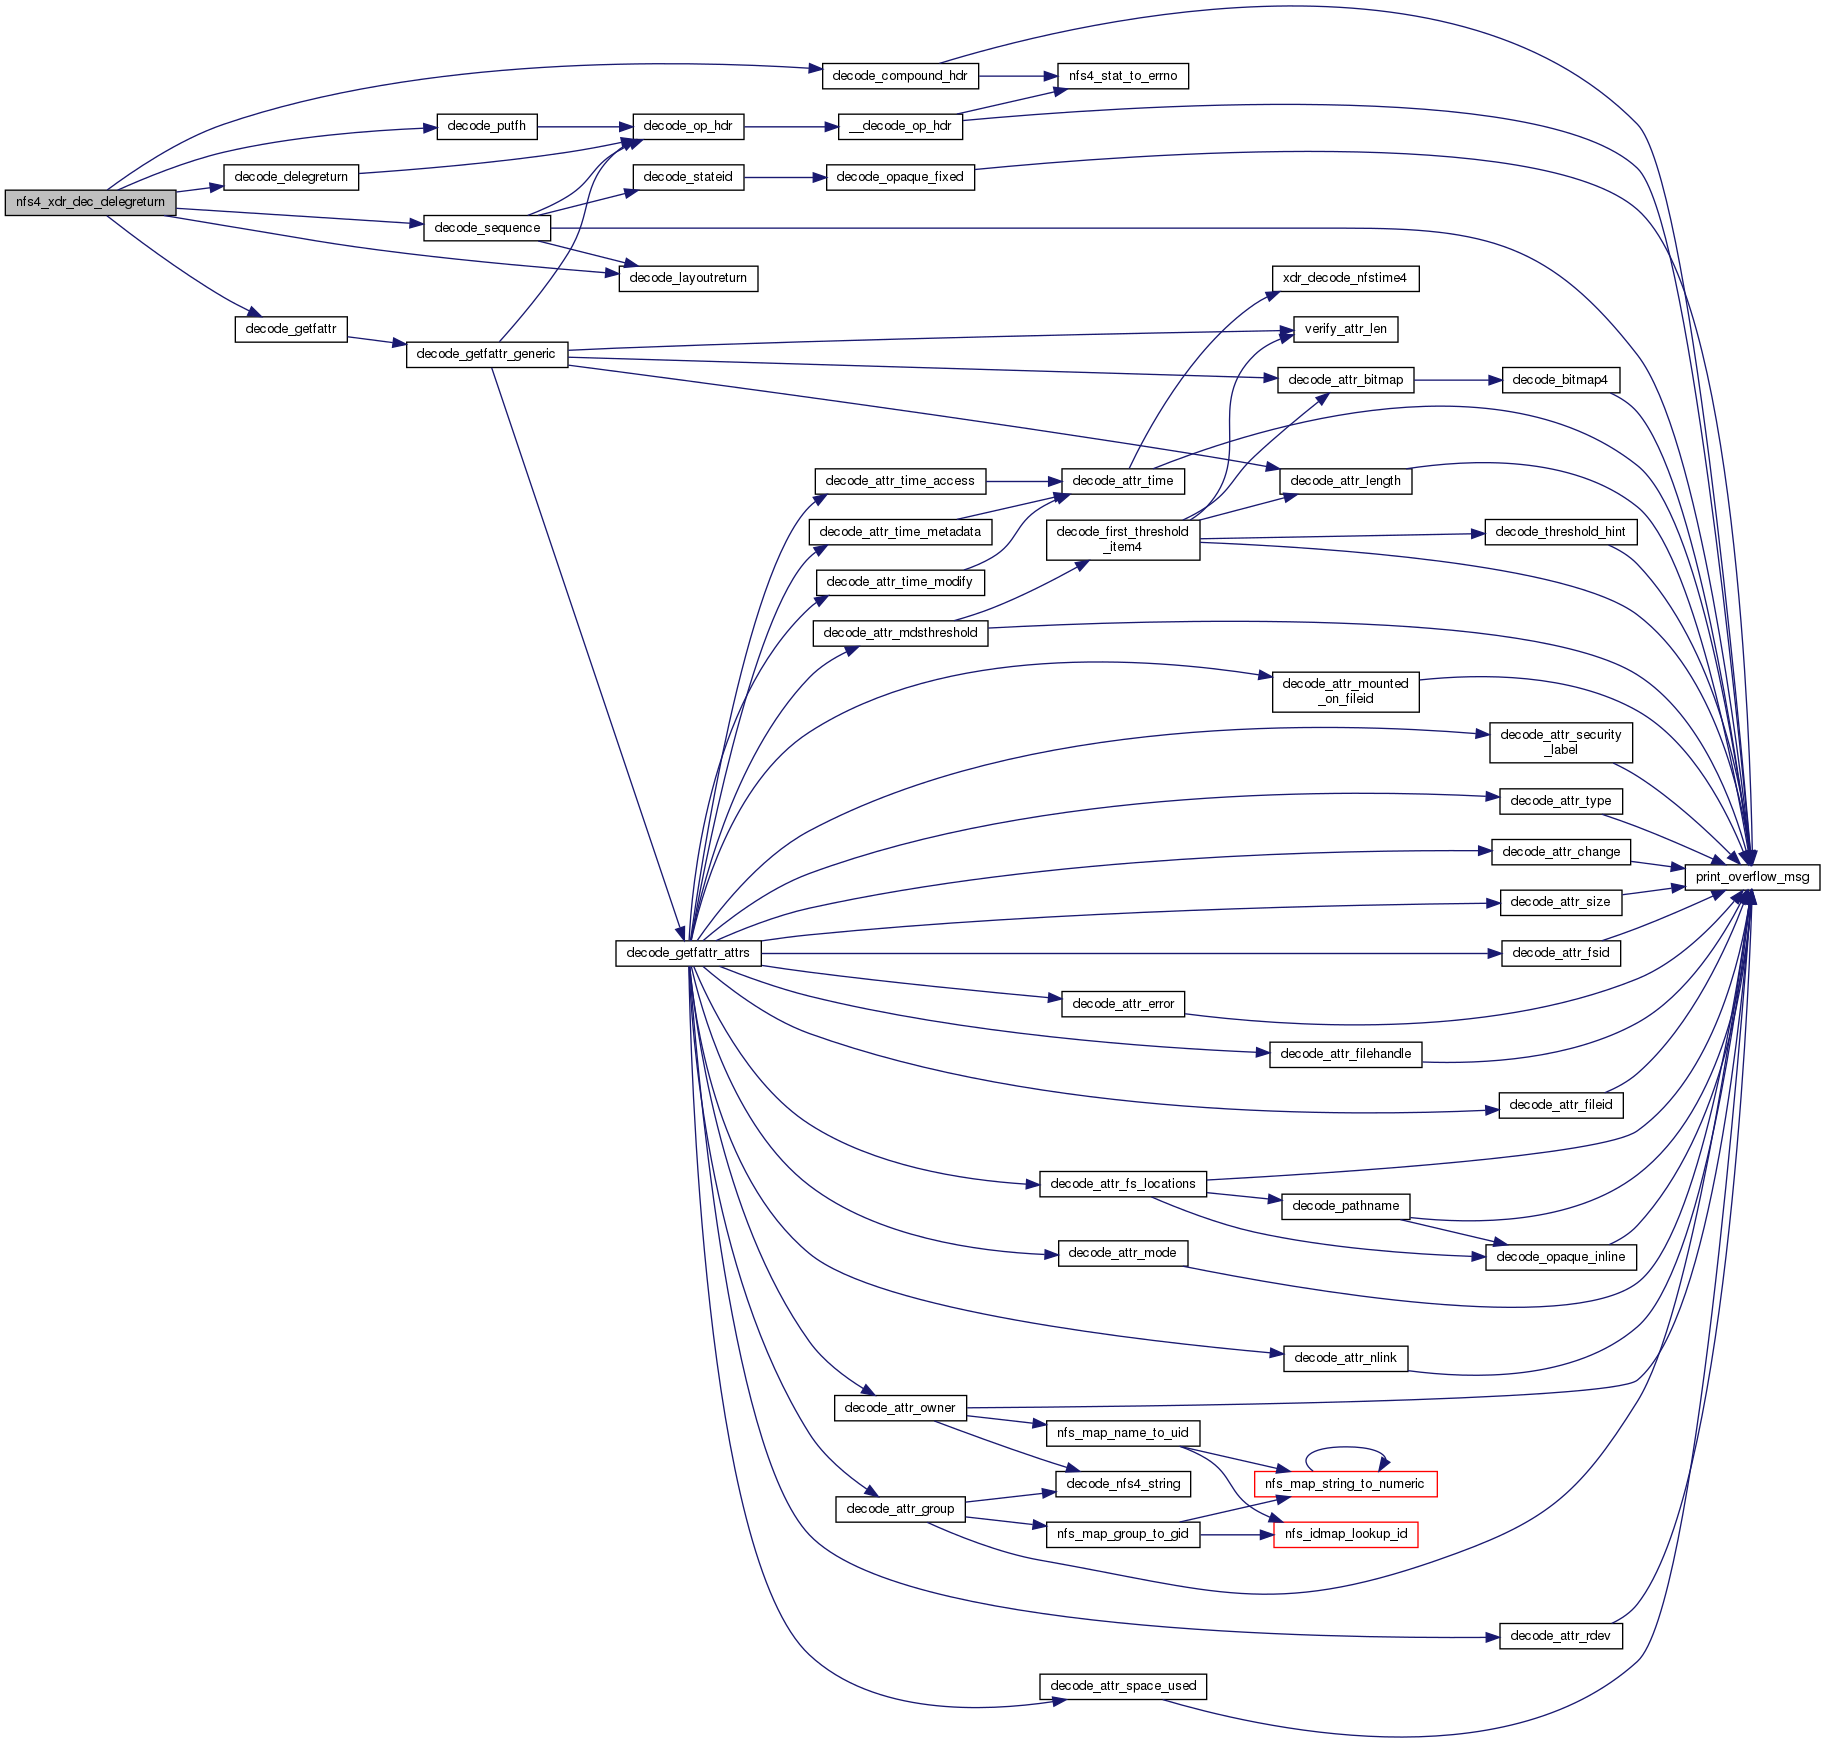 decode_compound_hdr
nfs4_stat_to_errno
decode_putfh
decode_op_hdr
__decode_op_hdr
decode_delegreturn
decode_stateid
decode_opaque_fixed
nfs4_xdr_dec_delegreturn
decode_sequence
decode_layoutreturn
xdr_decode_nfstime4
decode_getfattr
verify_attr_len
decode_getfattr_generic
decode_attr_bitmap
decode_bitmap4
decode_attr_time_access
decode_attr_time
decode_attr_length
decode_attr_time_metadata
decode_first_threshold
_item4
decode_threshold_hint
decode_attr_time_modify
decode_attr_mdsthreshold
decode_attr_mounted
_on_fileid
decode_attr_security
_label
decode_attr_type
decode_attr_change
print_overflow_msg
decode_attr_size
decode_getfattr_attrs
decode_attr_fsid
decode_attr_error
decode_attr_filehandle
decode_attr_fileid
decode_attr_fs_locations
decode_pathname
decode_attr_mode
decode_opaque_inline
decode_attr_nlink
decode_attr_owner
nfs_map_name_to_uid
decode_nfs4_string
nfs_map_string_to_numeric
decode_attr_group
nfs_map_group_to_gid
nfs_idmap_lookup_id
decode_attr_rdev
decode_attr_space_used